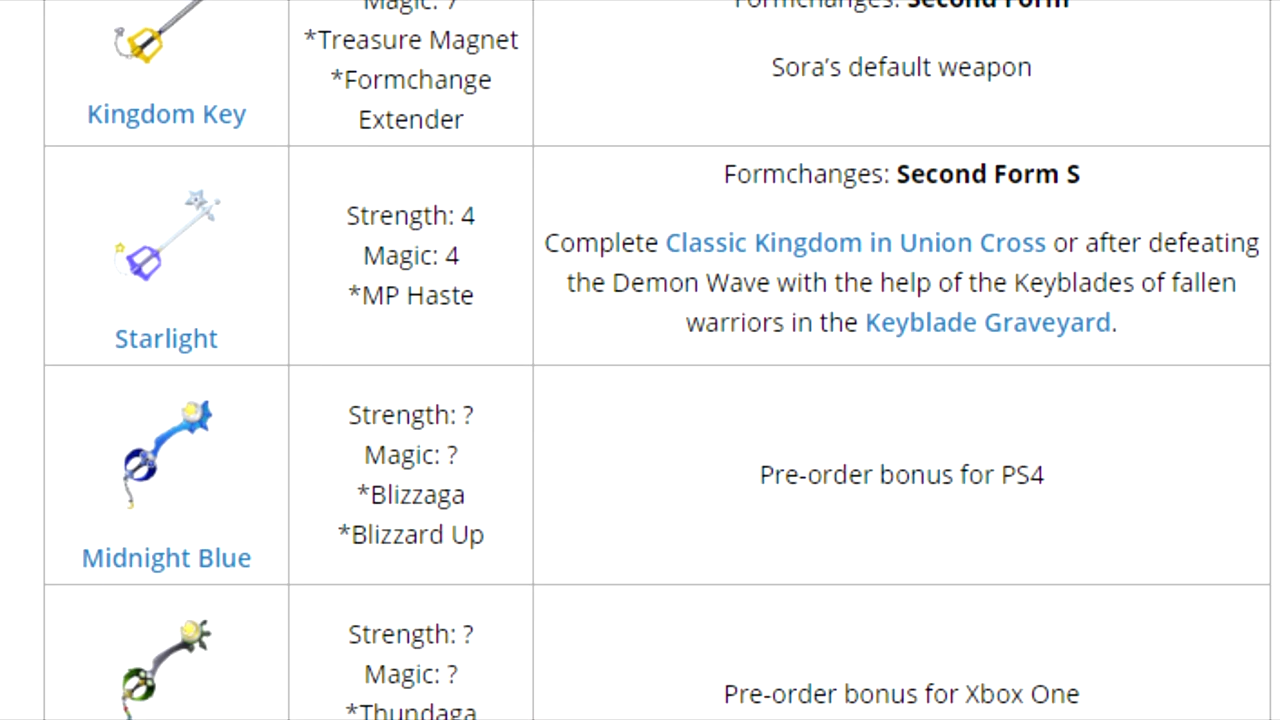 Magic: ?
*Treasure Magnet
*Formchange
Extender
Kingdom Key
Formchanges: Second Form
Sora’s default weapon
Starlight
Strength: 4
Magic: 4
*MP Haste
Formchanges: Second Form S
Complete Classic Kingdom in Union Cross or after defeating
the Demon Wave with the help of the Keyblades of fallen
warriors in the Keyblade Graveyard.
Midnight Blue
Strength: ?
Magic: ?
*Blizzaga
*Blizzard Up
Pre-order bonus for PS4
Strength: ?
Magic: ?
*Thundaga
Pre-order bonus for Xbox One